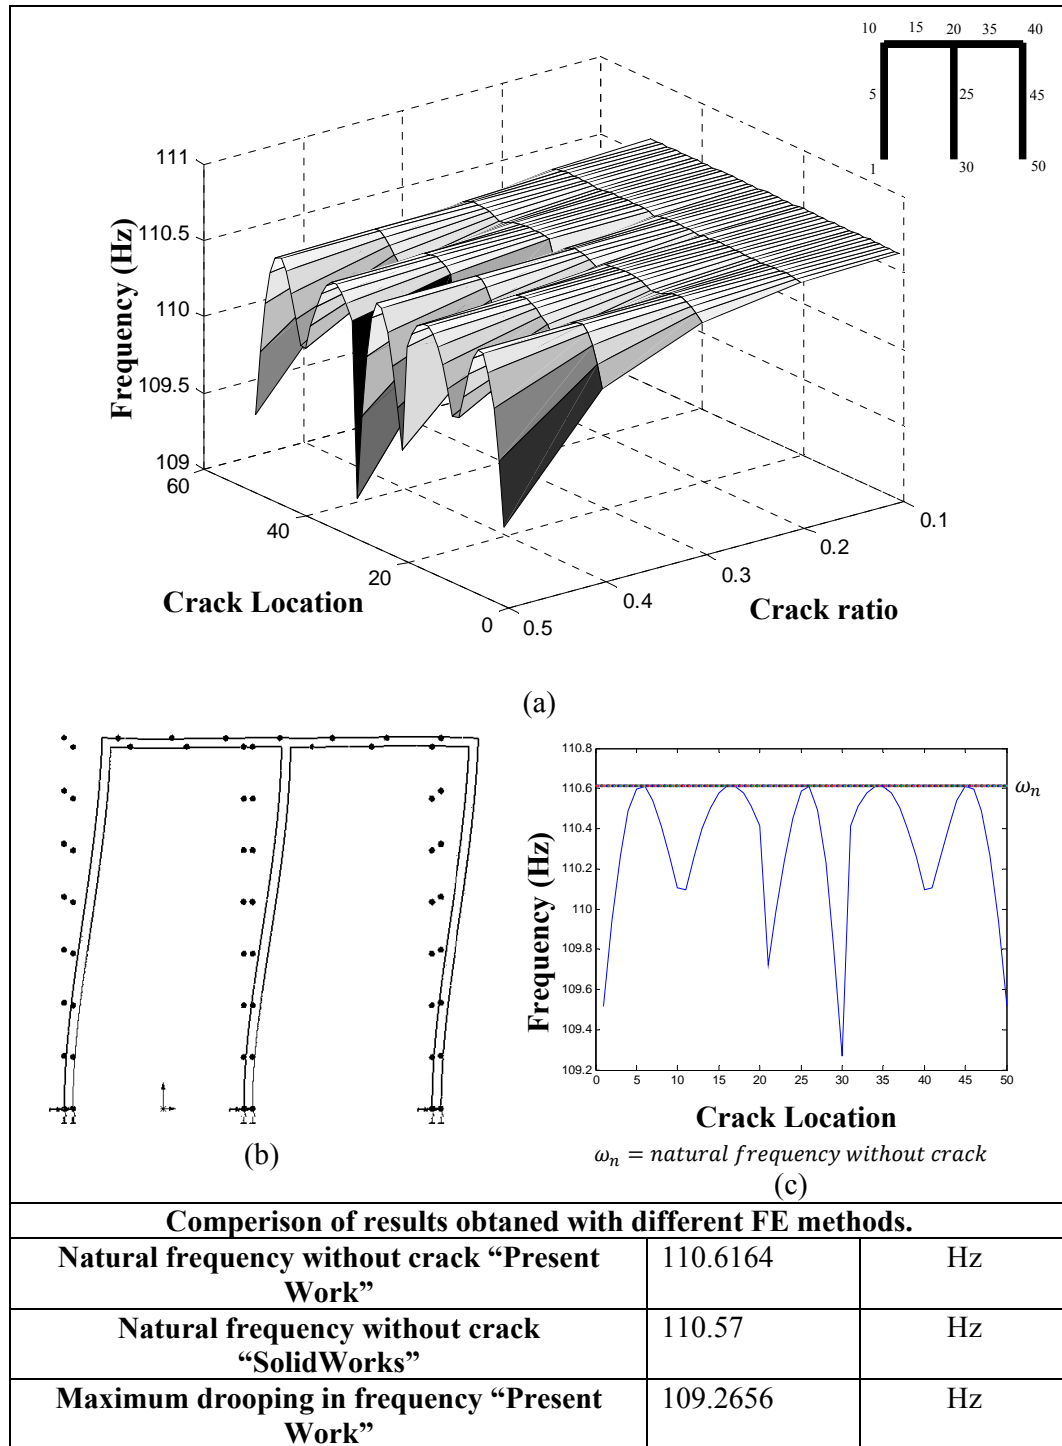 10 15 20 35 40
5 25 45
1 30 50
111
110.5
110
109.5
109
Frequency (Hz)
60
40
20
0
Crack Location
0.5
0.4
0.3
0.2
0.1
Crack ratio
(a)
(b)
110.8
110.6
110.4
110.2
110
109.8
109.6
109.4
109.2
Frequency (Hz)
ωn
0 5 10 15 20 25 30 35 40 45 50
Crack Location
ωn = natural frequency without crack
(c)
Comperison of results obtaned with different FE methods.
Natural frequency without crack “Present
Work”
110.6164
Hz
Natural frequency without crack
“SolidWorks”
110.57
Hz
Maximum drooping in frequency “Present
Work”
109.2656
Hz